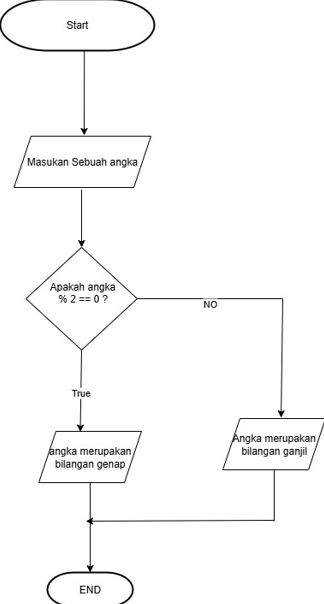 Start
Masukan Sebuah angka
Apakah angka
% 2 == 0 ?
NO
True
angka merupakan
bilangan genap
Angka merupakan
bilangan ganjil
END